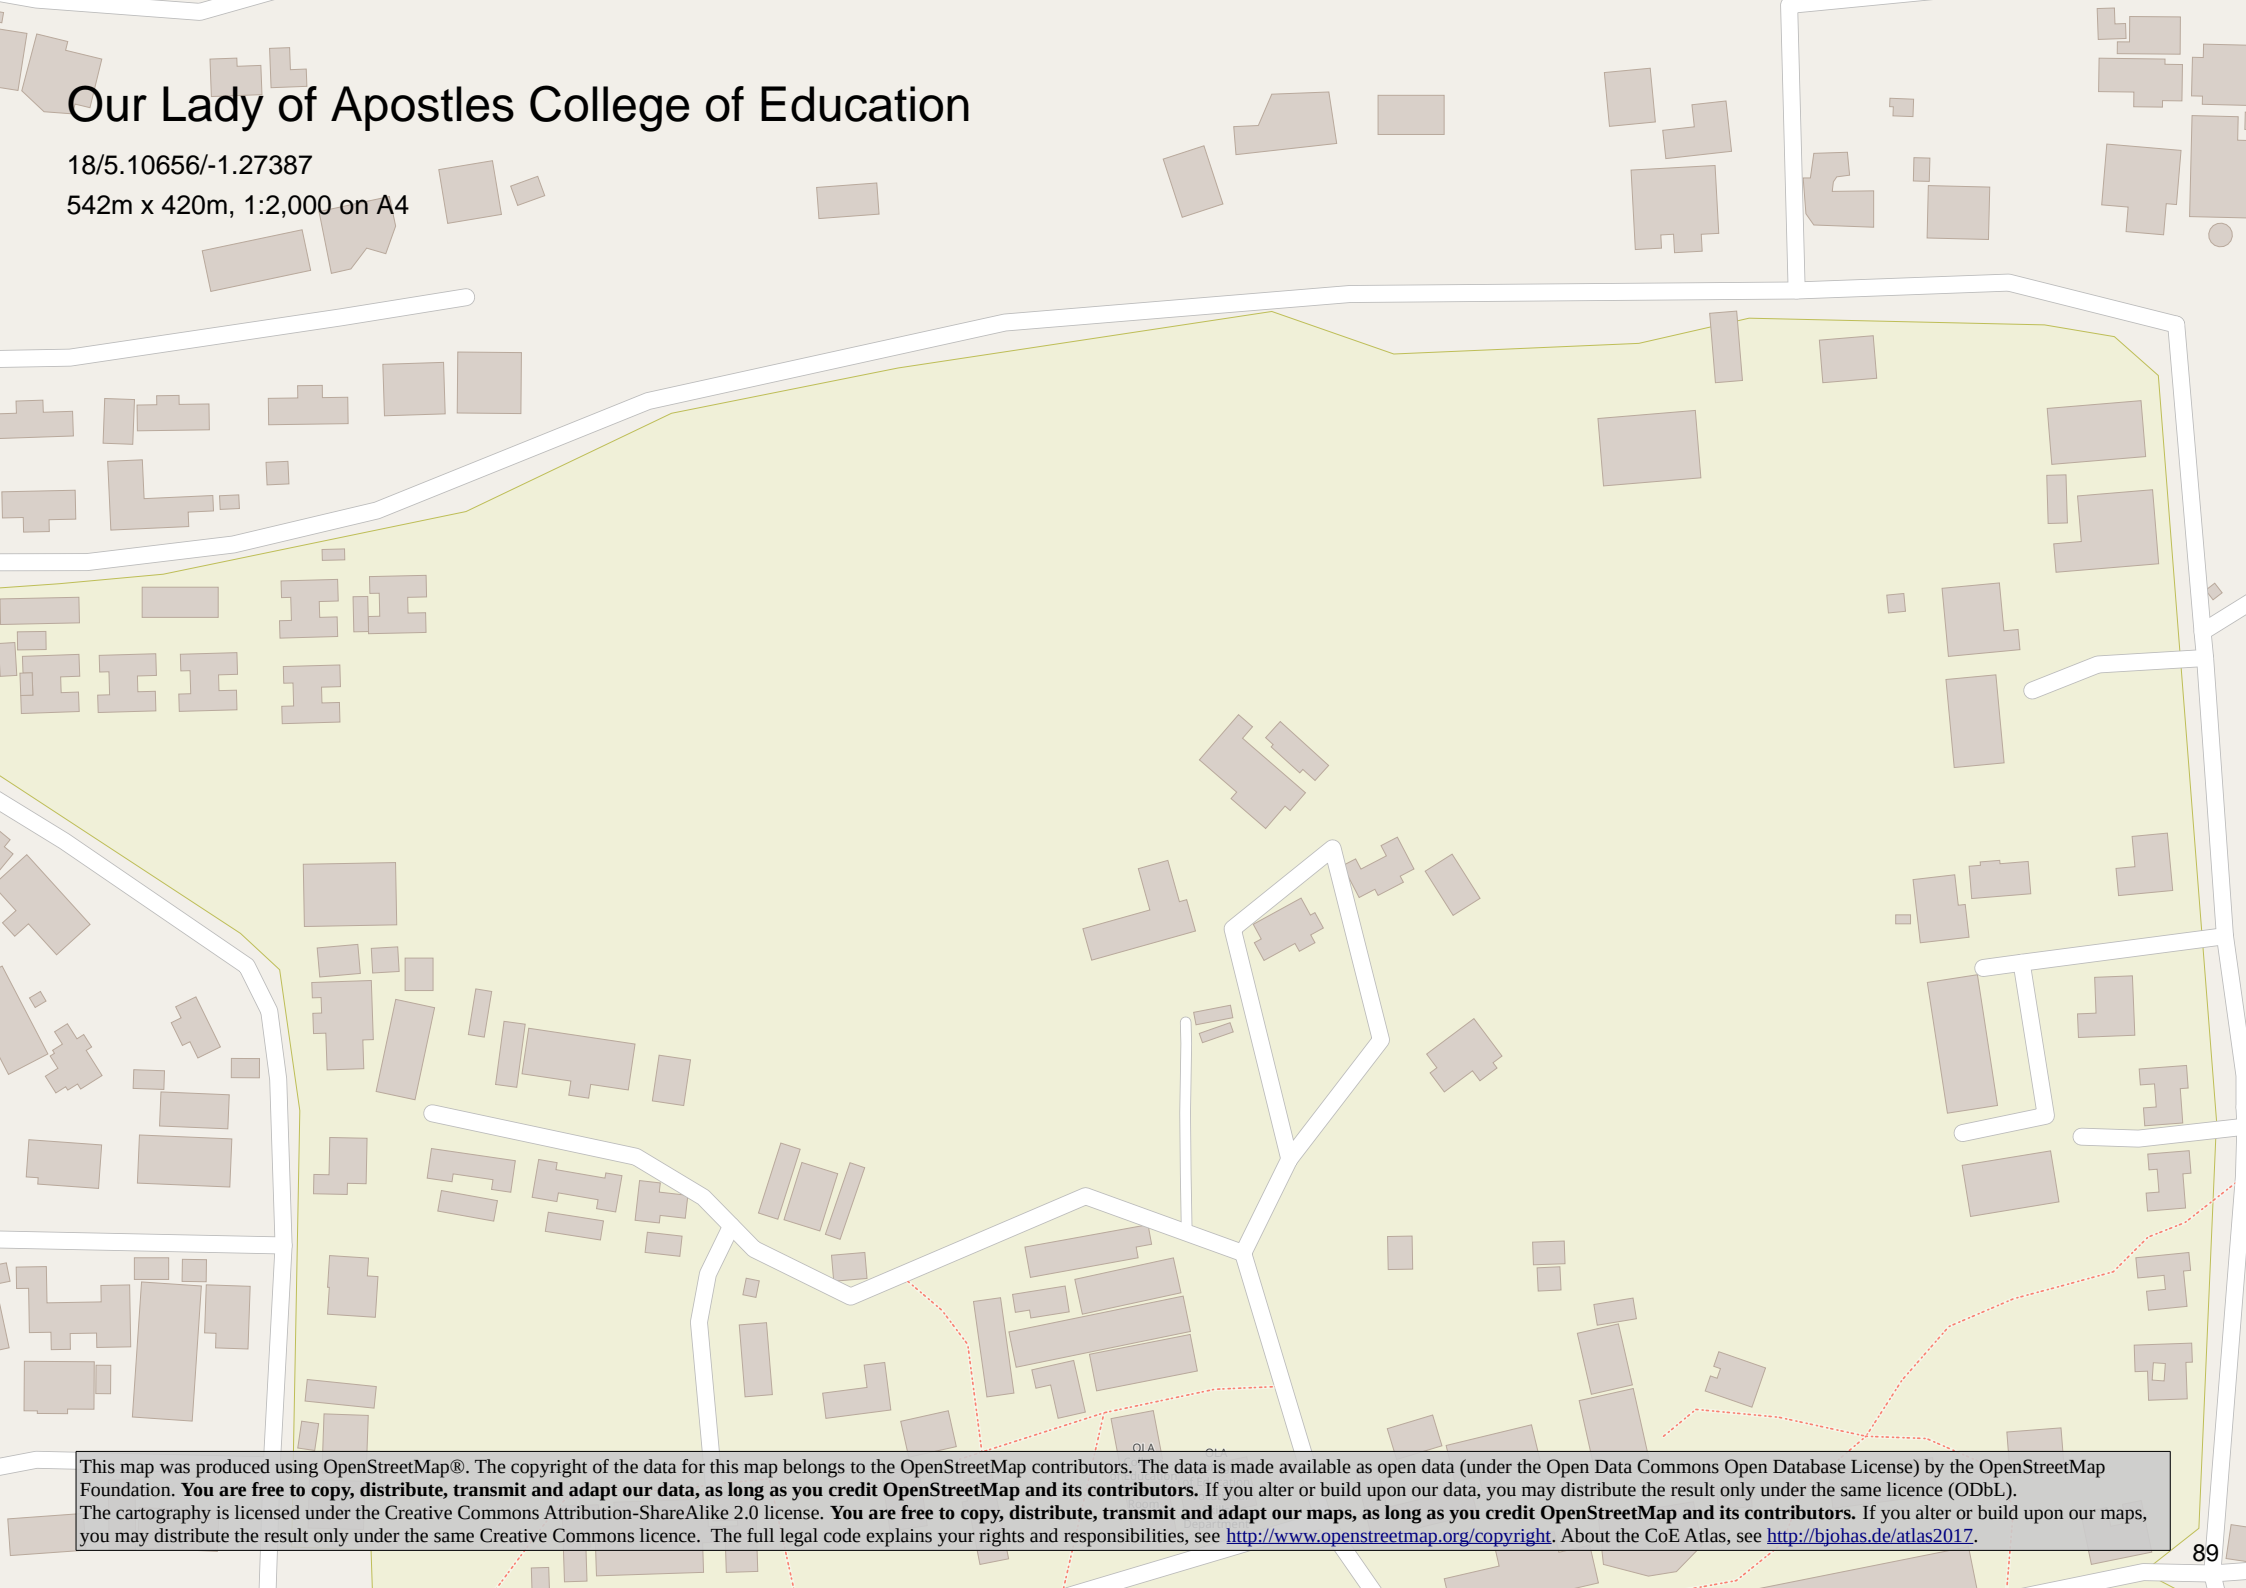 Our Lady of Apostles College of Education
18/5.10656/-1.27387
542m x 420m, 1:2,000 on A4
OLA
OLA
This map was produced using OpenStreetMap®. The copyright of the data for this map belongs to the OpenStreetMap contributors. The data is made available as open data (under the Open Data Commons Open Database License) by the OpenStreetMap
Foundation. You are free to copy, distribute, transmit and adapt our data, as long as you credit OpenStreetMap and its contributors. If you alter or build upon our data, you may distribute the result only under the same licence (ODbL).
The cartography is licensed under the Creative Commons Attribution-ShareAlike 2.0 license. You are free to copy, distribute, transmit and adapt our maps, as long as you credit OpenStreetMap and its contributors. If you alter or build upon our maps,
you may distribute the result only under the same Creative Commons licence. The full legal code explains your rights and responsibilities, see http://www.openstreetmap.org/copyright. About the CoE Atlas, see http://bjohas.de/atlas2017.
89